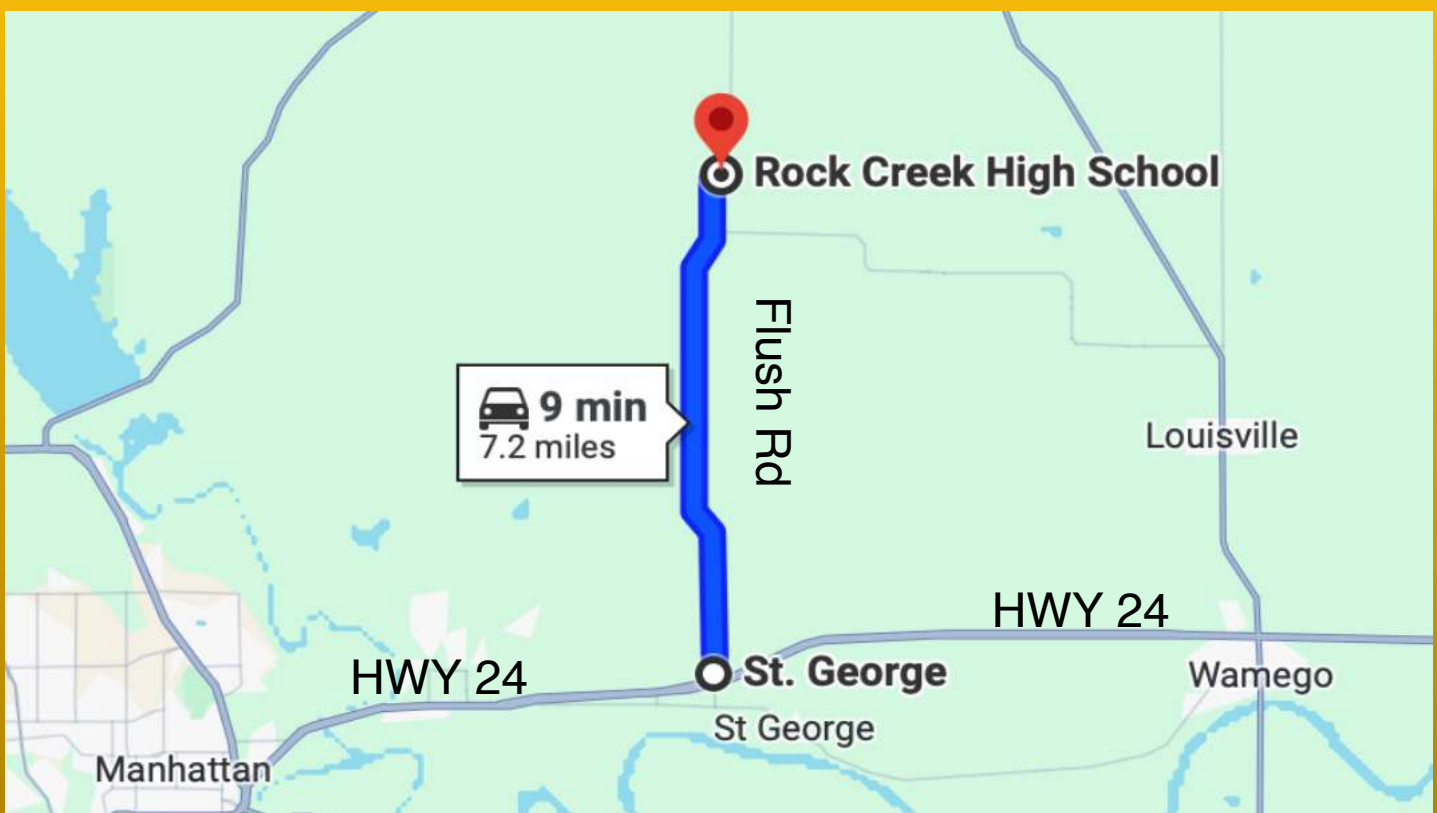 Rock Creek High School
Flush Rd
9 min
7.2 miles
Louisville
HWY 24
HWY 24
St. George
Wamego
St George
Manhattan